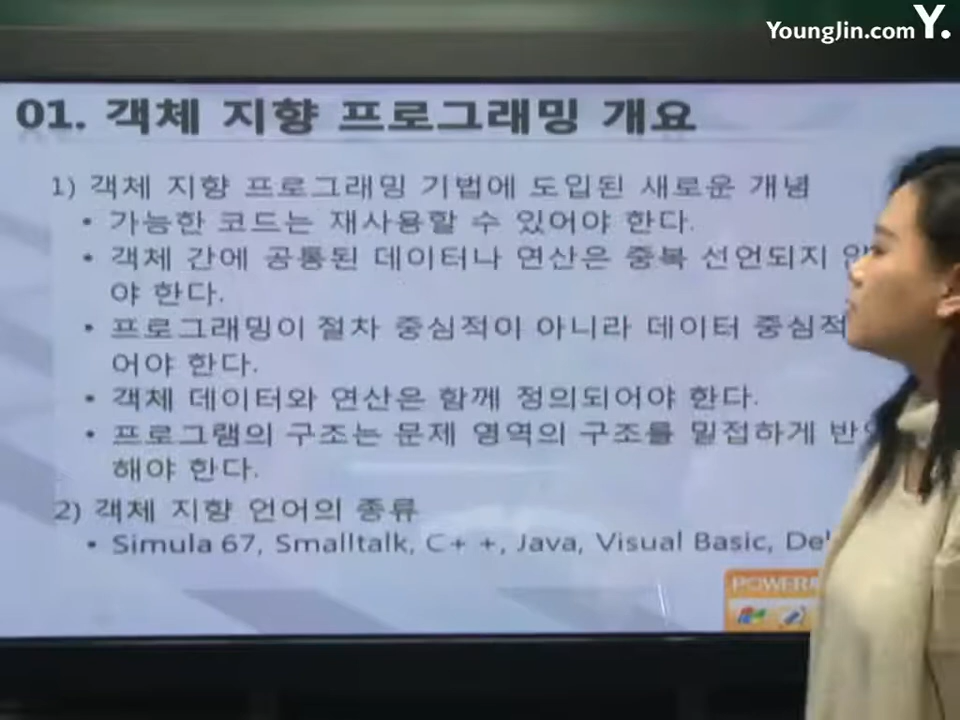 YoungJin.com Y.
01. 객체 지향 프로그래밍 개요
1) 객체 지향 프로그래밍 기법에 도입된 새로운 개념
• 가능한 코드는 재사용할 수 있어야 한다.
• 객체 간에 공통된 데이터나 연산은 중복 선언되지
야 한다.
• 프로그래밍이 절차 중심적이 아니라 데이터 중심적
어야 한다.
• 객체 데이터와 연산은 함께 정의되어야 한다.
• 프로그램의 구조는 문제 영역의 구조를 밀접하게
해야 한다.
2) 객체 지향 언어의 종류
• Simula 67, Smalltalk, C+ +, Java, Visual Basic,